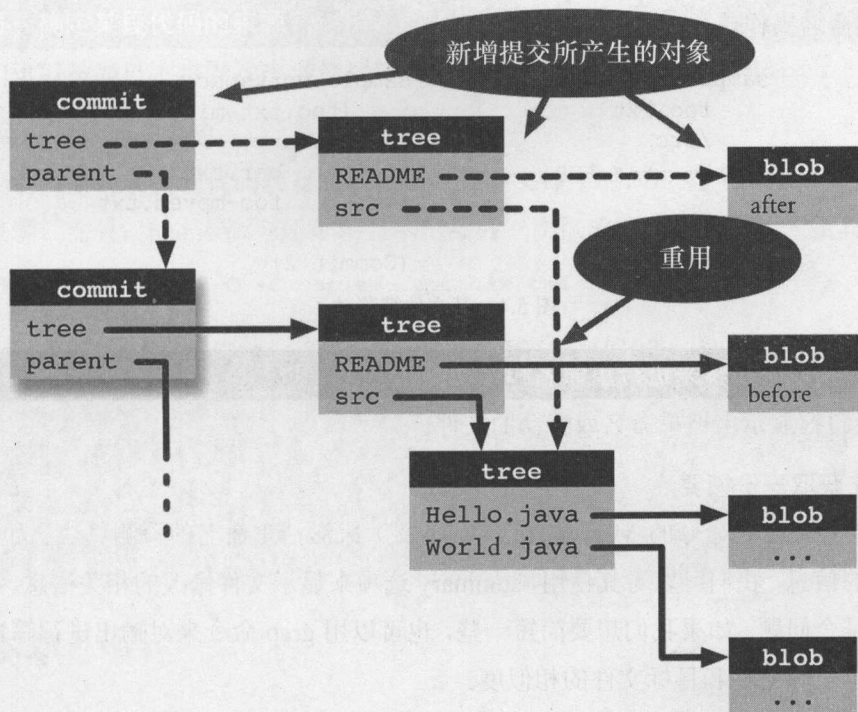 新增提交所产生的对象
commit
tree
parent
tree
README
src
blob
after
重用
commit
tree
parent
tree
README
src
blob
before
tree
Hello.java
World.java
blob
...
blob
...